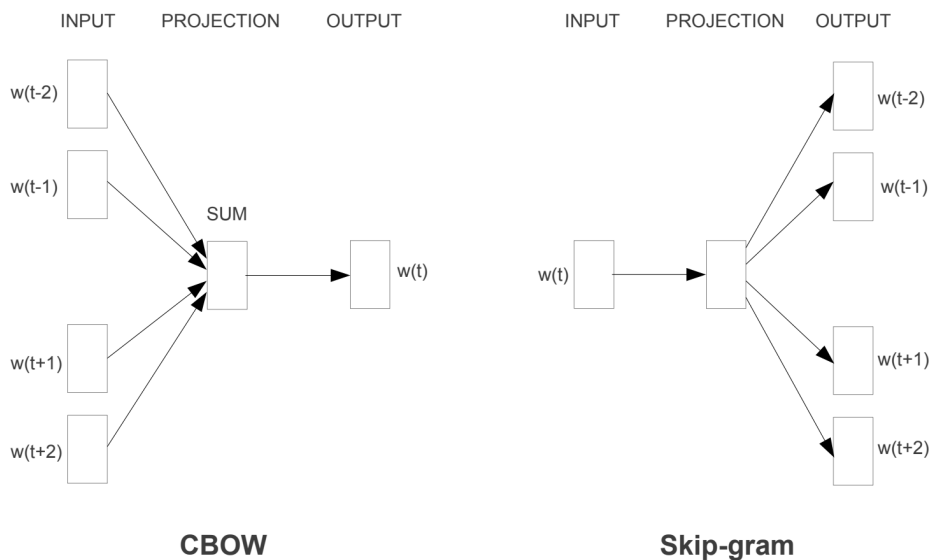 INPUT PROJECTION OUTPUT
w(t-2)
w(t-1)
SUM
w(t)
w(t+1)
w(t+2)
CBOW
INPUT PROJECTION OUTPUT
w(t-2)
w(t-1)
w(t)
w(t+1)
w(t+2)
Skip-gram